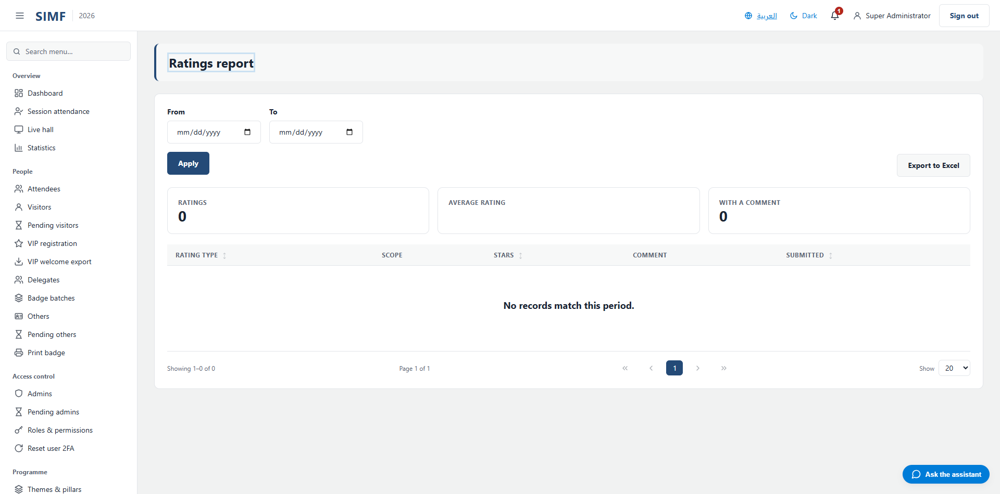 SIMF
2026
العربية
Dark
1
Super Administrator
Sign out
Search menu...
Overview
Dashboard
Session attendance
Live hall
Statistics
People
Attendees
Visitors
Pending visitors
VIP registration
VIP welcome export
Delegates
Badge batches
Others
Pending others
Print badge
Access control
Admins
Pending admins
Roles & permissions
Reset user 2FA
Programme
Themes & pillars
Ratings report
From To
mm/dd/yyyy mm/dd/yyyy
Apply
Export to Excel
RATINGS
0
AVERAGE RATING
WITH A COMMENT
0
RATING TYPE SCOPE STARS COMMENT SUBMITTED
No records match this period.
Showing 1–0 of 0 Page 1 of 1 « ‹ 1 › » Show 20
Ask the assistant